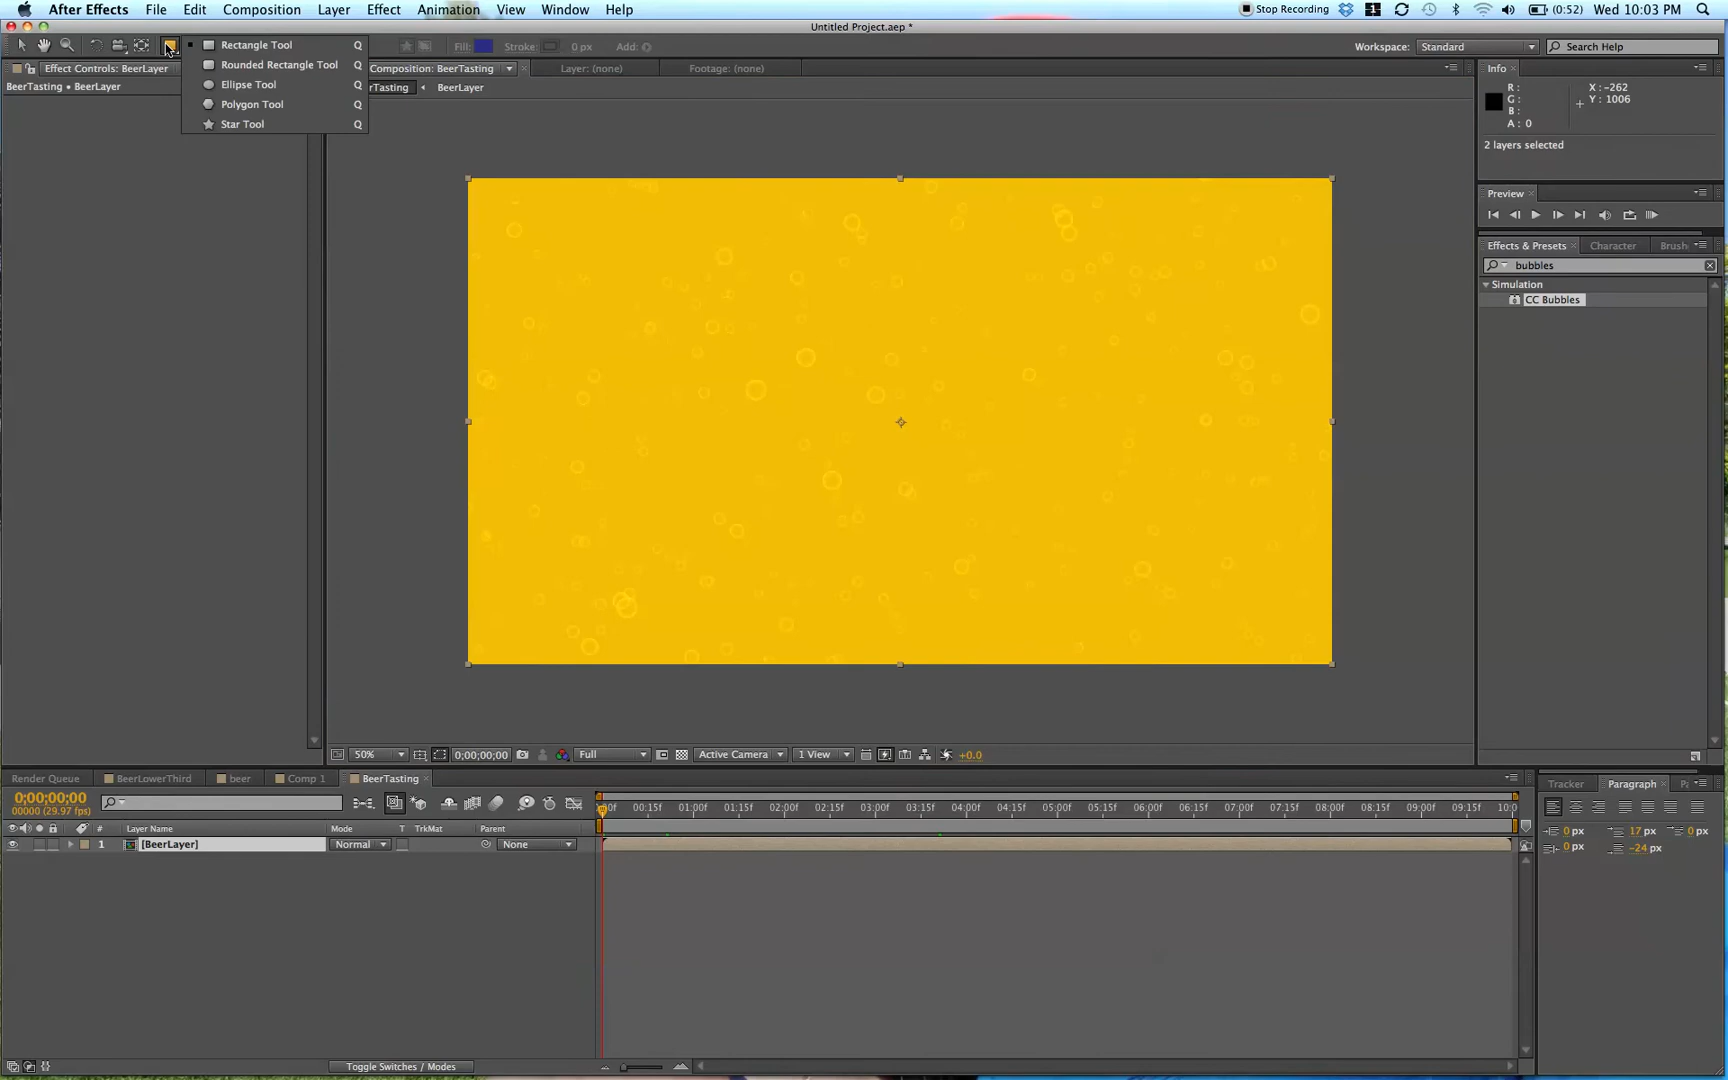 After Effects File Edit Composition Layer Effect Animation View Window Help Stop Recording 1 (0:52) Wed 10:03 PM
Untitled Project.aep *
Fill: Stroke: 0 px Add: Workspace: Standard Search Help
Rectangle Tool Q
Rounded Rectangle Tool Q
Ellipse Tool Q
Polygon Tool Q
Star Tool Q
Effect Controls: BeerLayer
BeerTasting • BeerLayer
Composition: BeerTasting Layer: (none) Footage: (none)
rTasting BeerLayer
Info
R: X: -262
G: Y: 1006
B:
A: 0
2 layers selected
Preview
Effects & Presets Character Brush
bubbles
Simulation
CC Bubbles
50% 0;00;00;00 Full Active Camera 1 View +0.0
Render Queue BeerLowerThird beer Comp 1 BeerTasting
0;00;00;00
00000 (29.97 fps)
:00f 00:15f 01:00f 01:15f 02:00f 02:15f 03:00f 03:15f 04:00f 04:15f 05:00f 05:15f 06:00f 06:15f 07:00f 07:15f 08:00f 08:15f 09:00f 09:15f 10:0
# Layer Name Mode T TrkMat Parent
1 [BeerLayer] Normal None
Tracker Paragraph
0 px 17 px 0 px
0 px -24 px
Toggle Switches / Modes